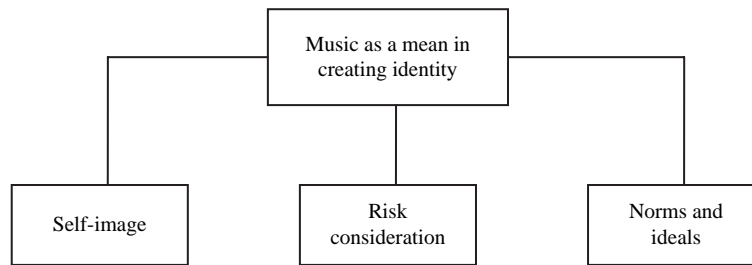 Music as a mean in
creating identity
Self-image
Risk
consideration
Norms and
ideals